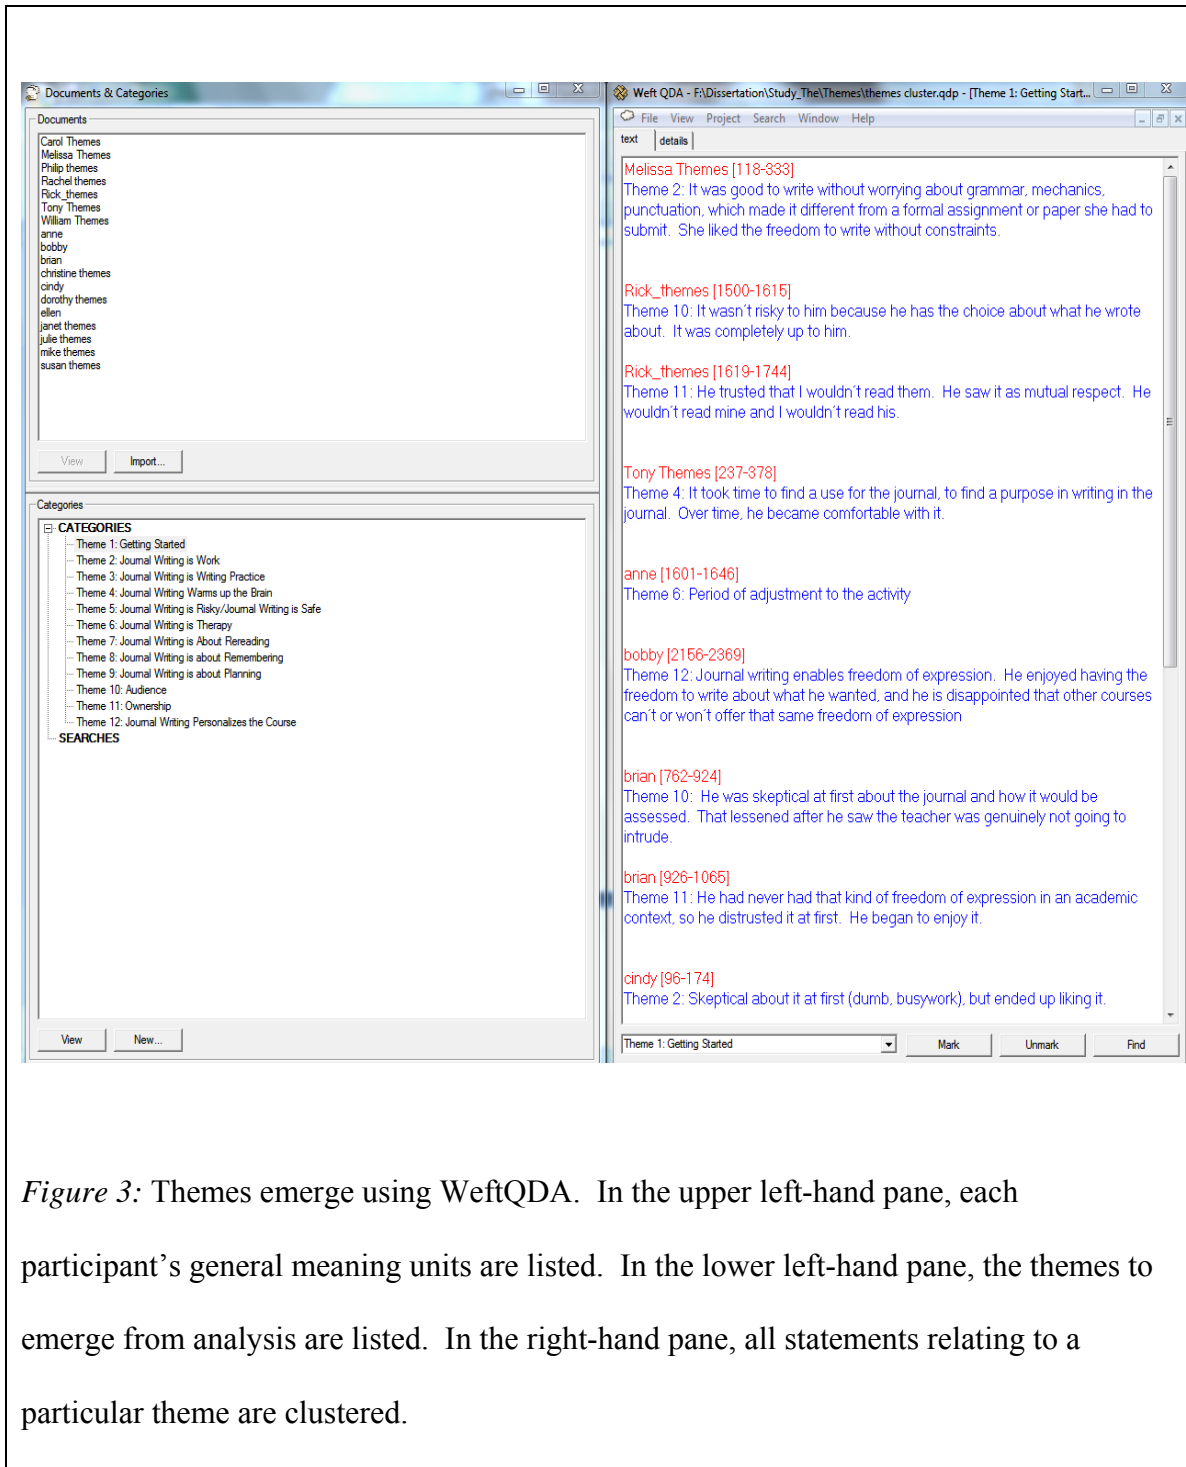 Documents & Categories
Documents
Carol Themes
Melissa Themes
Philip themes
Rachel themes
Rick_themes
Tony Themes
William Themes
anne
bobby
brian
christine themes
cindy
dorothy themes
ellen
janet themes
julie themes
mike themes
susan themes
View
Import...
Categories
CATEGORIES
Theme 1: Getting Started
Theme 2: Journal Writing is Work
Theme 3: Journal Writing is Writing Practice
Theme 4: Journal Writing Warms up the Brain
Theme 5: Journal Writing is Risky/Journal Writing is Safe
Theme 6: Journal Writing is Therapy
Theme 7: Journal Writing is About Rereading
Theme 8: Journal Writing is about Remembering
Theme 9: Journal Writing is about Planning
Theme 10: Audience
Theme 11: Ownership
Theme 12: Journal Writing Personalizes the Course
SEARCHES
View
New...
Weft QDA - F:\Dissertation\Study_The\Themes\themes cluster.qdp - [Theme 1: Getting Start...
File View Project Search Window Help
text details
Melissa Themes [118-333]
Theme 2: It was good to write without worrying about grammar, mechanics,
punctuation, which made it different from a formal assignment or paper she had to
submit. She liked the freedom to write without constraints.
Rick_themes [1500-1615]
Theme 10: It wasn´t risky to him because he has the choice about what he wrote
about. It was completely up to him.
Rick_themes [1619-1744]
Theme 11: He trusted that I wouldn´t read them. He saw it as mutual respect. He
wouldn´t read mine and I wouldn´t read his.
Tony Themes [237-378]
Theme 4: It took time to find a use for the journal, to find a purpose in writing in the
journal. Over time, he became comfortable with it.
anne [1601-1646]
Theme 6: Period of adjustment to the activity
bobby [2156-2369]
Theme 12: Journal writing enables freedom of expression. He enjoyed having the
freedom to write about what he wanted, and he is disappointed that other courses
can´t or won´t offer that same freedom of expression
brian [762-924]
Theme 10: He was skeptical at first about the journal and how it would be
assessed. That lessened after he saw the teacher was genuinely not going to
intrude.
brian [926-1065]
Theme 11: He had never had that kind of freedom of expression in an academic
context, so he distrusted it at first. He began to enjoy it.
cindy [96-174]
Theme 2: Skeptical about it at first (dumb, busywork), but ended up liking it.
Theme 1: Getting Started
Mark
Unmark
Find
Figure 3: Themes emerge using WeftQDA. In the upper left-hand pane, each
participant’s general meaning units are listed. In the lower left-hand pane, the themes to
emerge from analysis are listed. In the right-hand pane, all statements relating to a
particular theme are clustered.